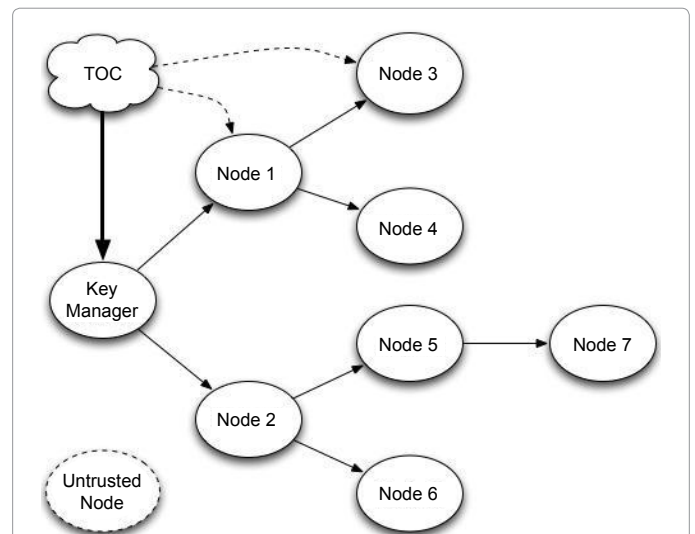 TOC
Node 3
Node 1
Node 4
Key
Manager
Node 5
Node 7
Node 2
Untrusted
Node
Node 6